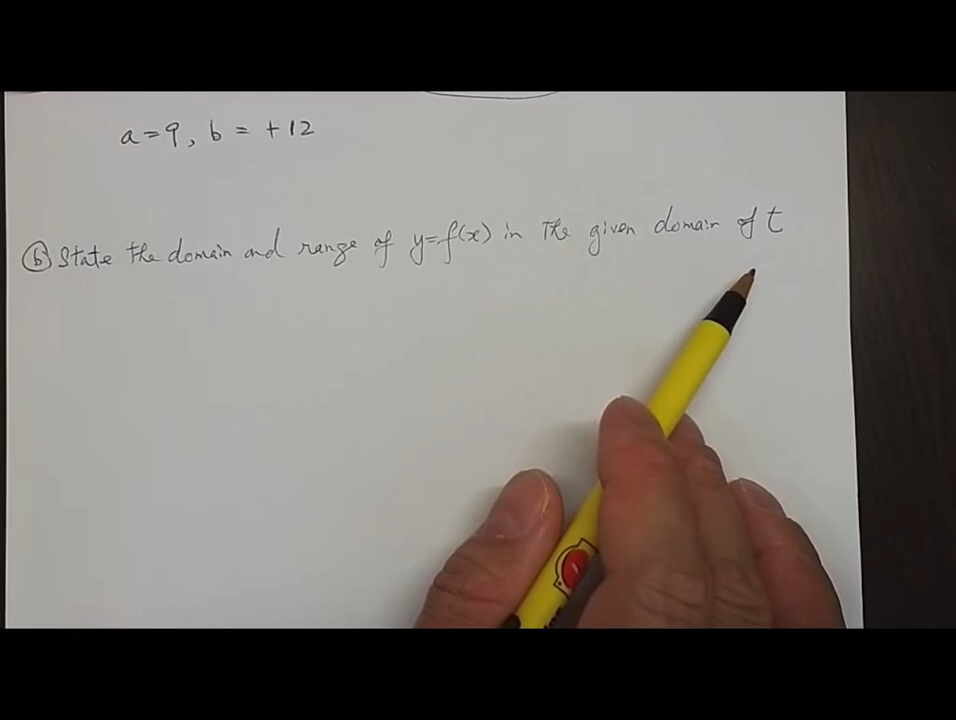 a = 9, b = +12
(b) State the domain and range of y=f(x) in the given domain of t